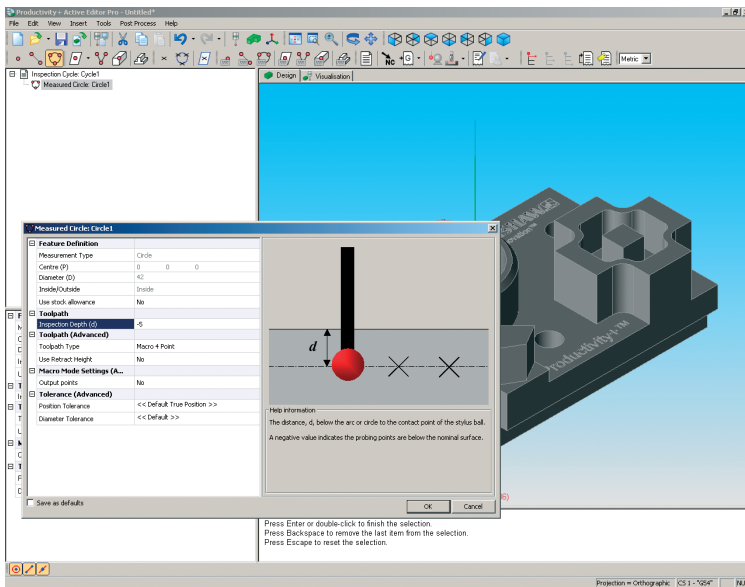 Productivity+ Active Editor Pro - Untitled*
File Edit View Insert Tools Post Process Help
NC +G Metric
Inspection Cycle: Cycle1
Measured Circle: Circle1
Design Visualisation
Measured Circle: Circle1
Feature Definition
Measurement Type Circle
Centre (P) 0 0 0
Diameter (D) 42
Inside/Outside Inside
Use stock allowance No
Toolpath
Inspection Depth (d) -5
Toolpath (Advanced)
Toolpath Type Macro 4 Point
Use Retract Height No
Macro Mode Settings (A...
Output points No
Tolerance (Advanced)
Position Tolerance << Default True Position >>
Diameter Tolerance << Default >>
d
Help information
The distance, d, below the arc or circle to the contact point of the stylus ball.
A negative value indicates the probing points are below the nominal surface.
Save as defaults
OK Cancel
Press Enter or double-click to finish the selection.
Press Backspace to remove the last item from the selection.
Press Escape to reset the selection.
Projection = Orthographic CS 1 - "G54" NU